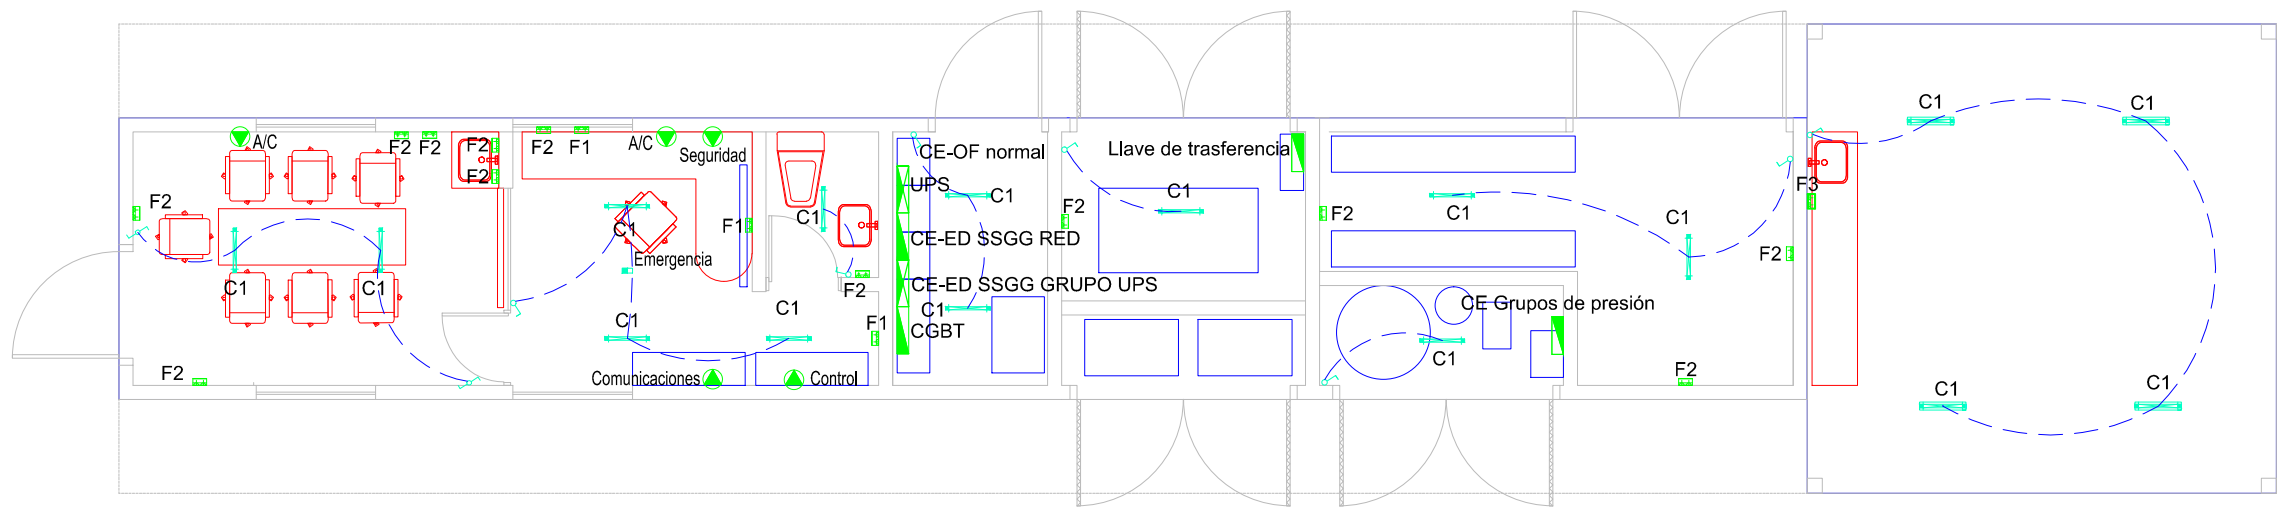 C1
C1
A/C
F2
F2
F2
F2
F1
A/C
Seguridad
CE-OF normal
Llave de trasferencia
F2
UPS
F2
C1
C1
C1
C1
C1
F3
F2
F2
C1
F1
C1
Emergencia
CE-ED SSGG RED
F2
C1
C1
F2
CE-ED SSGG GRUPO UPS
CE Grupos de presión
C1
C1
C1
F1
CGBT
C1
F2
Comunicaciones
Control
F2
C1
C1